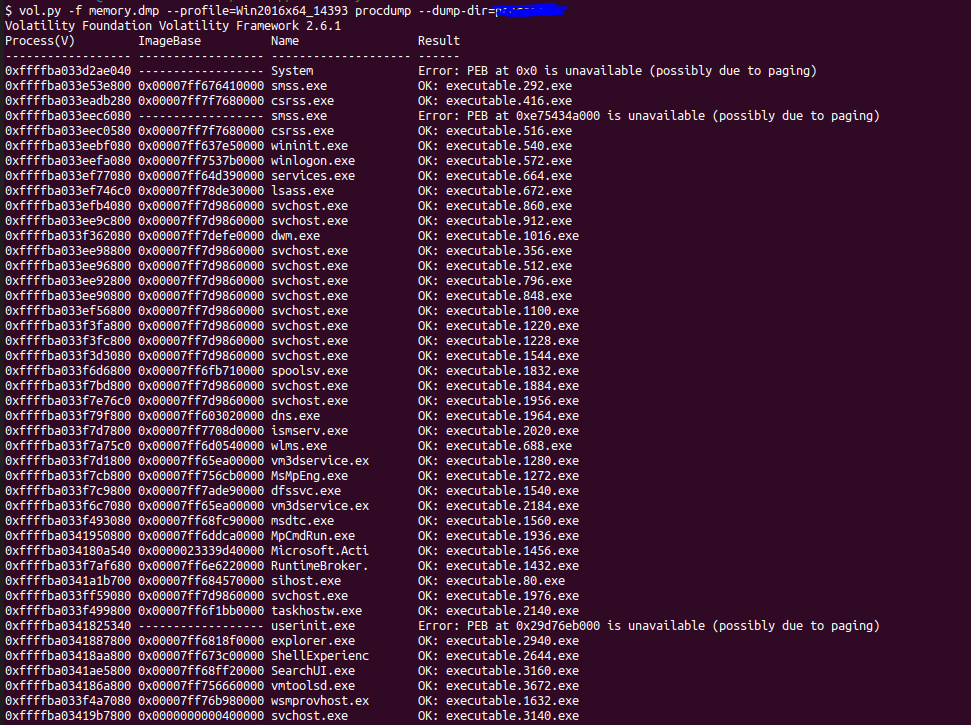 $ vol.py -f memory.dmp --profile=Win2016x64_14393 procdump --dump-dir=
Volatility Foundation Volatility Framework 2.6.1
Process(V)         ImageBase          Name                 Result
------------------ ------------------ -------------------- ------
0xffffba033d2ae040 ------------------ System               Error: PEB at 0x0 is unavailable (possibly due to paging)
0xffffba033e53e800 0x00007ff676410000 smss.exe             OK: executable.292.exe
0xffffba033eadb280 0x00007ff7f7680000 csrss.exe            OK: executable.416.exe
0xffffba033eec6080 ------------------ smss.exe             Error: PEB at 0xe75434a000 is unavailable (possibly due to paging)
0xffffba033eec0580 0x00007ff7f7680000 csrss.exe            OK: executable.516.exe
0xffffba033eebf080 0x00007ff637e50000 wininit.exe          OK: executable.540.exe
0xffffba033eefa080 0x00007ff7537b0000 winlogon.exe         OK: executable.572.exe
0xffffba033ef77080 0x00007ff64d390000 services.exe         OK: executable.664.exe
0xffffba033ef746c0 0x00007ff78de30000 lsass.exe            OK: executable.672.exe
0xffffba033efb4080 0x00007ff7d9860000 svchost.exe          OK: executable.860.exe
0xffffba033ee9c800 0x00007ff7d9860000 svchost.exe          OK: executable.912.exe
0xffffba033f362080 0x00007ff7defe0000 dwm.exe              OK: executable.1016.exe
0xffffba033ee98800 0x00007ff7d9860000 svchost.exe          OK: executable.356.exe
0xffffba033ee96800 0x00007ff7d9860000 svchost.exe          OK: executable.512.exe
0xffffba033ee92800 0x00007ff7d9860000 svchost.exe          OK: executable.796.exe
0xffffba033ee90800 0x00007ff7d9860000 svchost.exe          OK: executable.848.exe
0xffffba033ef56800 0x00007ff7d9860000 svchost.exe          OK: executable.1100.exe
0xffffba033f3fa800 0x00007ff7d9860000 svchost.exe          OK: executable.1220.exe
0xffffba033f3fc800 0x00007ff7d9860000 svchost.exe          OK: executable.1228.exe
0xffffba033f3d3080 0x00007ff7d9860000 svchost.exe          OK: executable.1544.exe
0xffffba033f6d6800 0x00007ff6fb710000 spoolsv.exe          OK: executable.1832.exe
0xffffba033f7bd800 0x00007ff7d9860000 svchost.exe          OK: executable.1884.exe
0xffffba033f7e76c0 0x00007ff7d9860000 svchost.exe          OK: executable.1956.exe
0xffffba033f79f800 0x00007ff603020000 dns.exe              OK: executable.1964.exe
0xffffba033f7d7800 0x00007ff7708d0000 ismserv.exe          OK: executable.2020.exe
0xffffba033f7a75c0 0x00007ff6d0540000 wlms.exe             OK: executable.688.exe
0xffffba033f7d1800 0x00007ff65ea00000 vm3dservice.ex       OK: executable.1280.exe
0xffffba033f7cb800 0x00007ff756cb0000 MsMpEng.exe          OK: executable.1272.exe
0xffffba033f7c9800 0x00007ff7ade90000 dfssvc.exe           OK: executable.1540.exe
0xffffba033f6c7080 0x00007ff65ea00000 vm3dservice.ex       OK: executable.2184.exe
0xffffba033f493080 0x00007ff68fc90000 msdtc.exe            OK: executable.1560.exe
0xffffba0341950800 0x00007ff6ddca0000 MpCmdRun.exe         OK: executable.1936.exe
0xffffba034180a540 0x0000023339d40000 Microsoft.Acti       OK: executable.1456.exe
0xffffba033f7af680 0x00007ff6e6220000 RuntimeBroker.       OK: executable.1432.exe
0xffffba0341a1b700 0x00007ff684570000 sihost.exe           OK: executable.80.exe
0xffffba033ff59080 0x00007ff7d9860000 svchost.exe          OK: executable.1976.exe
0xffffba033f499800 0x00007ff6f1bb0000 taskhostw.exe        OK: executable.2140.exe
0xffffba0341825340 ------------------ userinit.exe         Error: PEB at 0x29d76eb000 is unavailable (possibly due to paging)
0xffffba0341887800 0x00007ff6818f0000 explorer.exe         OK: executable.2940.exe
0xffffba03418aa800 0x00007ff673c00000 ShellExperienc       OK: executable.2644.exe
0xffffba0341ae5800 0x00007ff68ff20000 SearchUI.exe         OK: executable.3160.exe
0xffffba034186a800 0x00007ff756660000 vmtoolsd.exe         OK: executable.3672.exe
0xffffba033f4a7080 0x00007ff76b980000 wsmprovhost.ex       OK: executable.1632.exe
0xffffba03419b7800 0x0000000000400000 svchost.exe          OK: executable.3140.exe